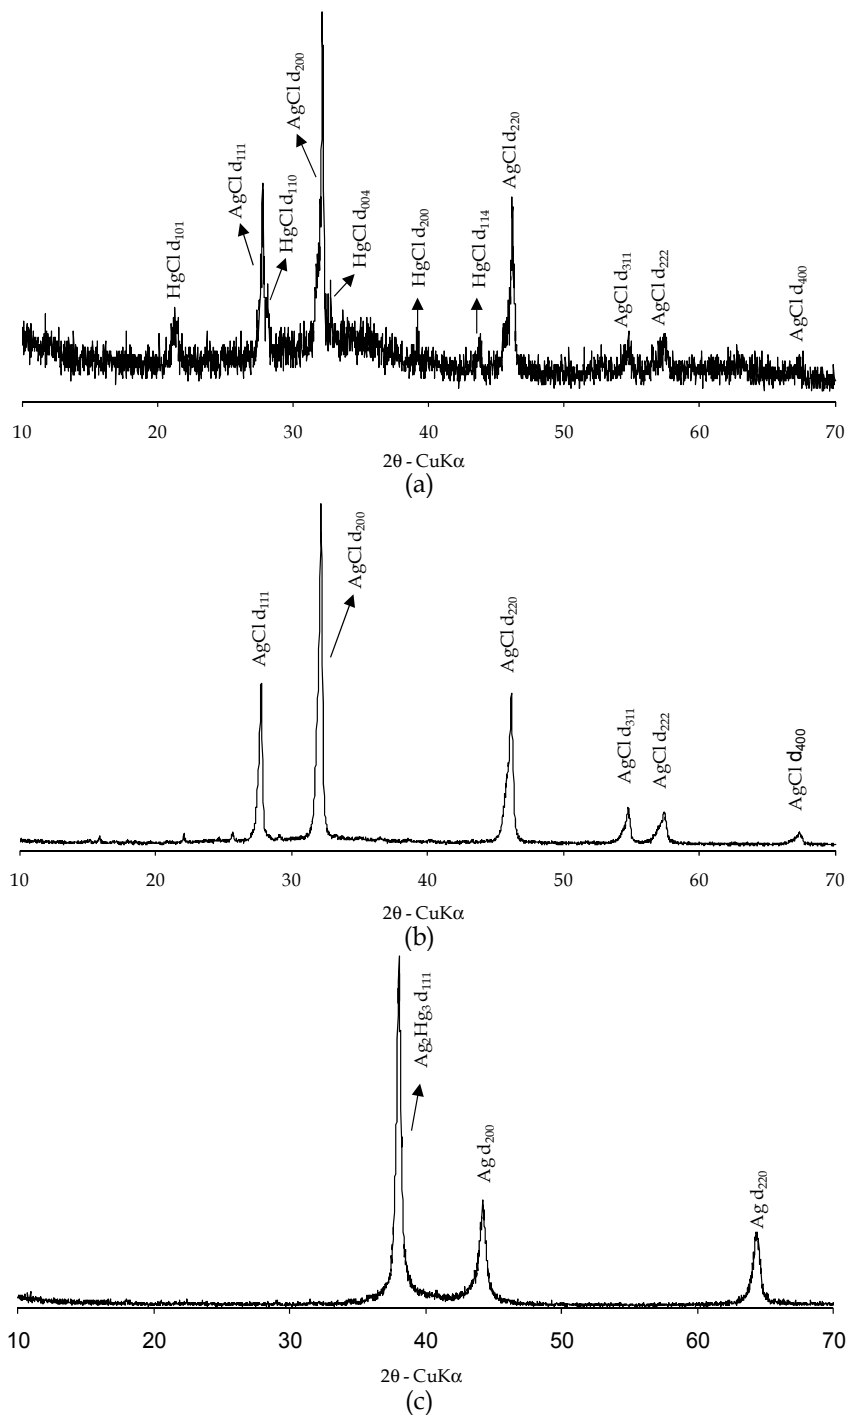 AgCl d₂₀₀
AgCl d₂₂₀
AgCl d₁₁₁
HgCl d₁₁₀
HgCl d₀₀₄
HgCl d₁₀₁
HgCl d₂₀₀
HgCl d₁₁₄
AgCl d₃₁₁
AgCl d₂₂₂
AgCl d₄₀₀
10 20 30 40 50 60 70
2θ - CuKα
(a)
AgCl d₂₀₀
AgCl d₁₁₁
AgCl d₂₂₀
AgCl d₃₁₁
AgCl d₂₂₂
AgCl d₄₀₀
10 20 30 40 50 60 70
2θ - CuKα
(b)
Ag₂Hg₃ d₁₁₁
Ag d₂₀₀
Ag d₂₂₀
10 20 30 40 50 60 70
2θ - CuKα
(c)